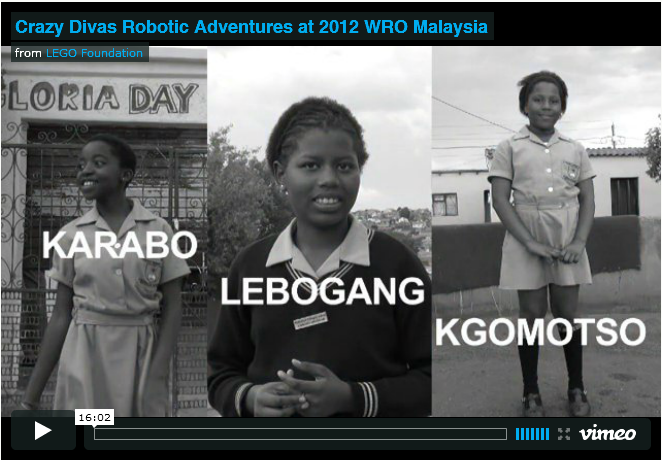 Crazy Divas Robotic Adventures at 2012 WRO Malaysia
from LEGO Foundation
GLORIA DAY
KARABO
LEBOGANG
KGOMOTSO
16:02
vimeo